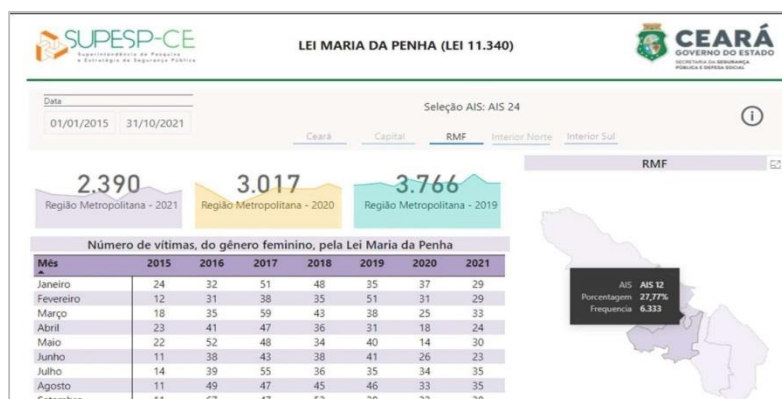 SUPESP-CE
Superintendência de Pesquisa
e Estratégia de Segurança Pública
LEI MARIA DA PENHA (LEI 11.340)
CEARÁ
GOVERNO DO ESTADO
SECRETARIA DA SEGURANÇA
PÚBLICA E DEFESA SOCIAL
Data
01/01/2015 31/10/2021
Seleção AIS: AIS 24
Ceará Capital RMF Interior Norte Interior Sul
2.390
Região Metropolitana - 2021
3.017
Região Metropolitana - 2020
3.766
Região Metropolitana - 2019
RMF
Número de vítimas, do gênero feminino, pela Lei Maria da Penha
Mês 2015 2016 2017 2018 2019 2020 2021
Janeiro 24 32 51 48 35 37 29
Fevereiro 12 31 38 35 51 31 29
Março 18 35 59 43 38 25 33
Abril 23 41 47 36 31 18 24
Maio 22 52 48 34 40 14 30
Junho 11 38 43 38 41 26 23
Julho 14 39 55 36 35 34 35
Agosto 11 49 47 45 46 33 35
AIS AIS 12
Porcentagem 27,77%
Frequencia 6.333